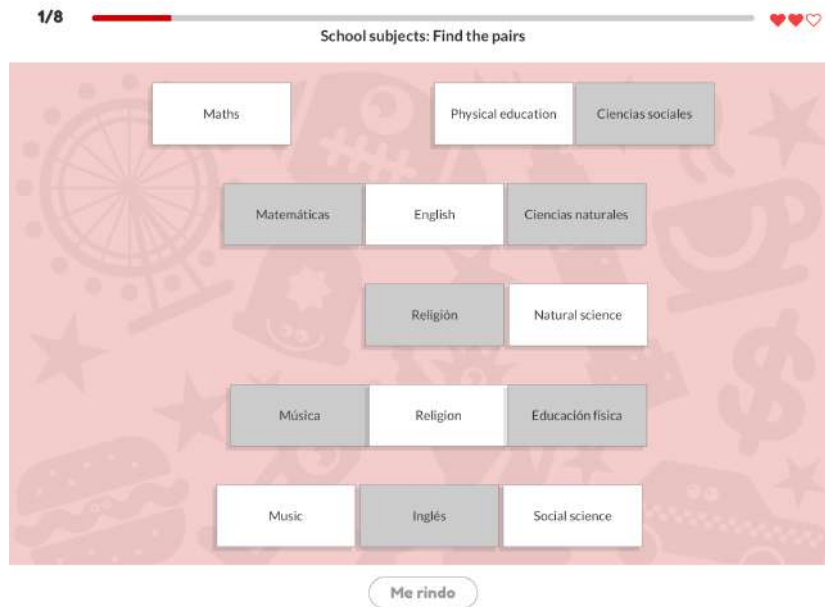 1/8
School subjects: Find the pairs
Maths
Physical education
Ciencias sociales
Matemáticas
English
Ciencias naturales
Religión
Natural science
Música
Religion
Educación física
Music
Inglés
Social science
Me rindo